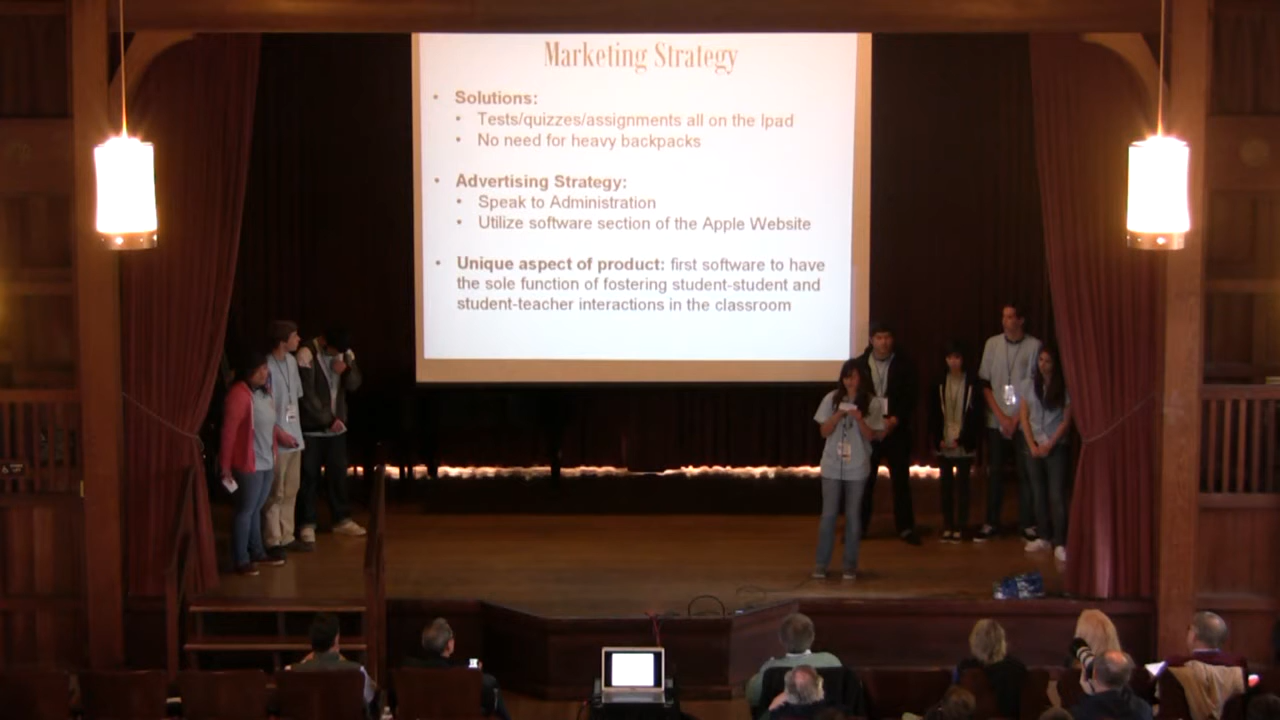 Marketing Strategy
• Solutions:
• Tests/quizzes/assignments all on the Ipad
• No need for heavy backpacks
• Advertising Strategy:
• Speak to Administration
• Utilize software section of the Apple Website
• Unique aspect of product: first software to have
the sole function of fostering student-student and
student-teacher interactions in the classroom